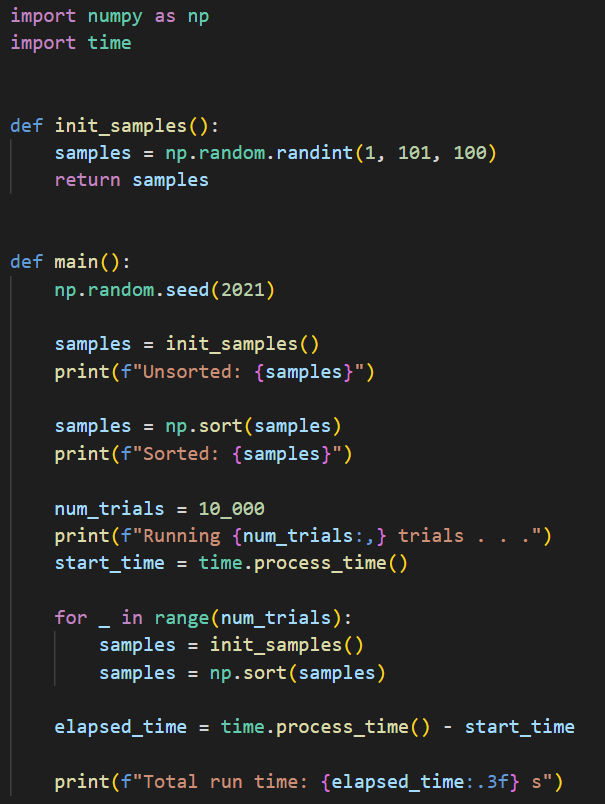 import numpy as np
import time
def init_samples():
    samples = np.random.randint(1, 101, 100)
    return samples
def main():
    np.random.seed(2021)
    samples = init_samples()
    print(f"Unsorted: {samples}")
    samples = np.sort(samples)
    print(f"Sorted: {samples}")
    num_trials = 10_000
    print(f"Running {num_trials:,} trials . . .")
    start_time = time.process_time()
    for _ in range(num_trials):
        samples = init_samples()
        samples = np.sort(samples)
    elapsed_time = time.process_time() - start_time
    print(f"Total run time: {elapsed_time:.3f} s")